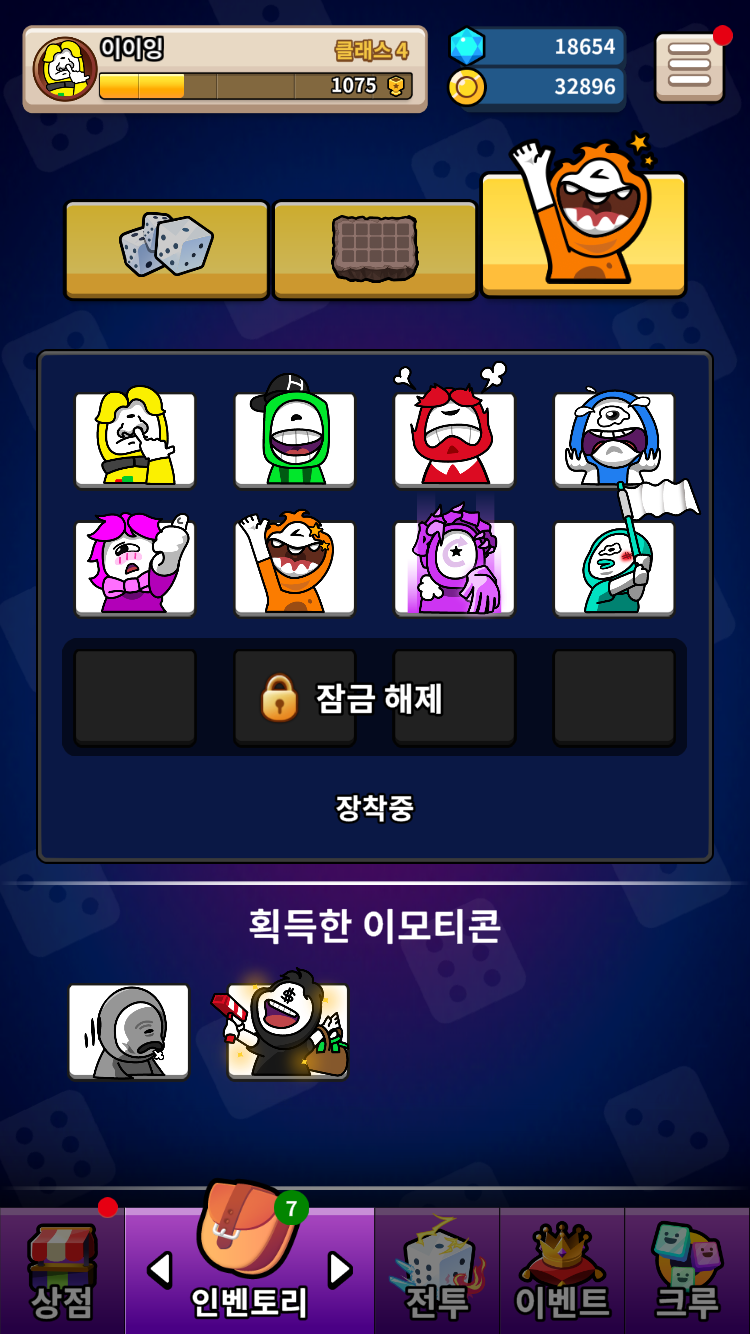 이이잉
클래스 4
1075
18654
32896
H
잠금 해제
장착중
획득한 이모티콘
$
7
상점
인벤토리
전투
이벤트
크루